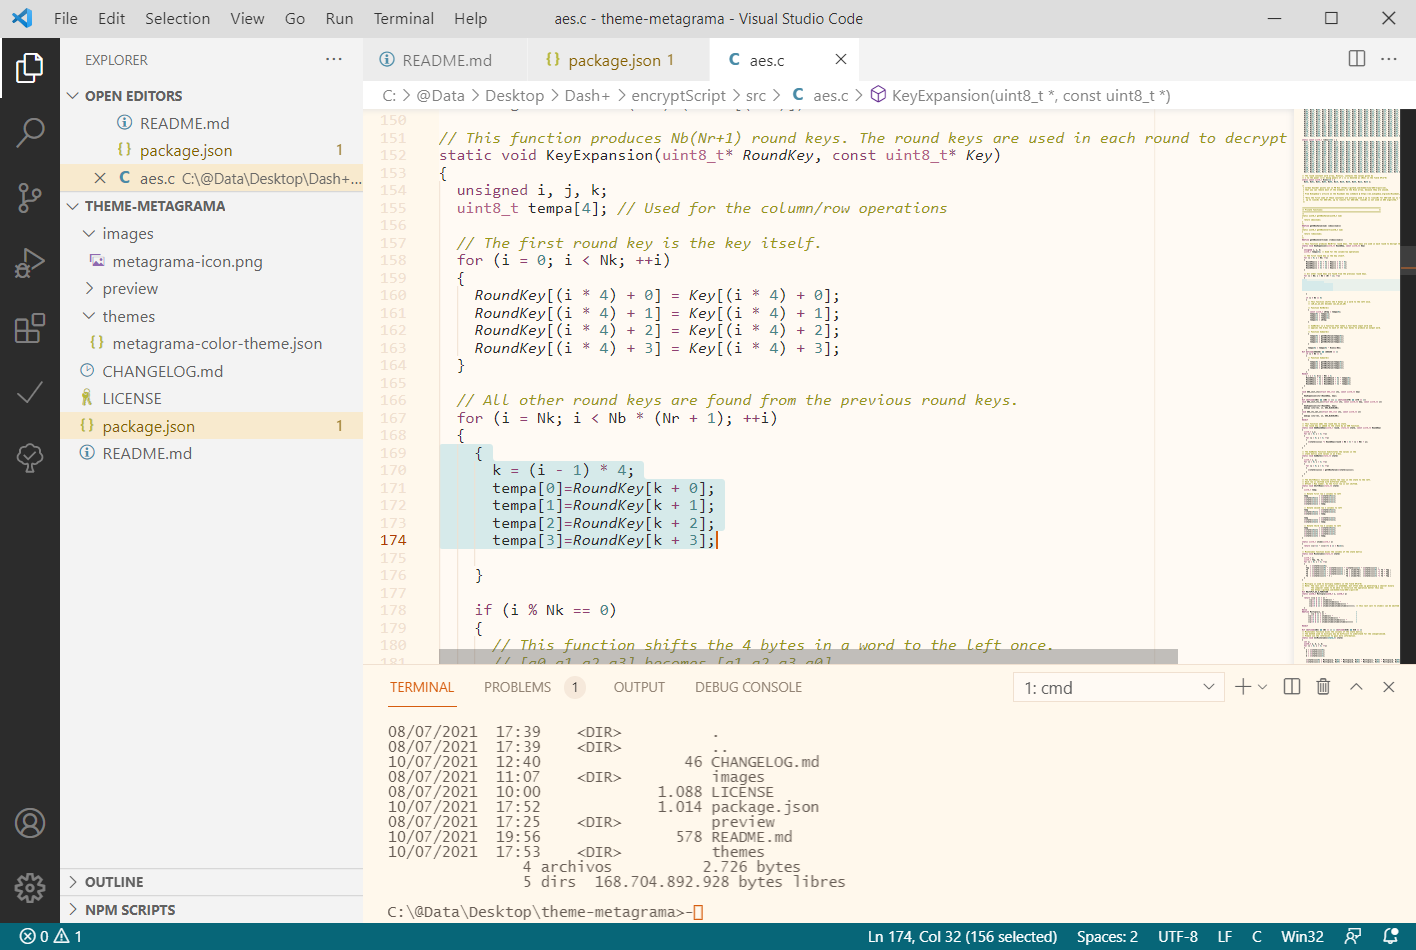 File Edit Selection View Go Run Terminal Help aes.c - theme-metagrama - Visual Studio Code
EXPLORER ···
README.md package.json 1 C aes.c
OPEN EDITORS
README.md
package.json 1
C aes.c C:\@Data\Desktop\Dash+...
THEME-METAGRAMA
images
metagrama-icon.png
preview
themes
metagrama-color-theme.json
CHANGELOG.md
LICENSE
package.json 1
README.md
OUTLINE
NPM SCRIPTS
C: > @Data > Desktop > Dash+ > encryptScript > src > C aes.c > KeyExpansion(uint8_t *, const uint8_t *)
150
151 // This function produces Nb(Nr+1) round keys. The round keys are used in each round to decrypt
152 static void KeyExpansion(uint8_t* RoundKey, const uint8_t* Key)
153 {
154 unsigned i, j, k;
155 uint8_t tempa[4]; // Used for the column/row operations
156
157 // The first round key is the key itself.
158 for (i = 0; i < Nk; ++i)
159 {
160 RoundKey[(i * 4) + 0] = Key[(i * 4) + 0];
161 RoundKey[(i * 4) + 1] = Key[(i * 4) + 1];
162 RoundKey[(i * 4) + 2] = Key[(i * 4) + 2];
163 RoundKey[(i * 4) + 3] = Key[(i * 4) + 3];
164 }
165
166 // All other round keys are found from the previous round keys.
167 for (i = Nk; i < Nb * (Nr + 1); ++i)
168 {
169 {
170 k = (i - 1) * 4;
171 tempa[0]=RoundKey[k + 0];
172 tempa[1]=RoundKey[k + 1];
173 tempa[2]=RoundKey[k + 2];
174 tempa[3]=RoundKey[k + 3];
175
176 }
177
178 if (i % Nk == 0)
179 {
180 // This function shifts the 4 bytes in a word to the left once.
181 // [a0,a1,a2,a3] becomes [a1,a2,a3,a0]
TERMINAL PROBLEMS 1 OUTPUT DEBUG CONSOLE 1: cmd
08/07/2021 17:39 <DIR> .
08/07/2021 17:39 <DIR> ..
10/07/2021 12:40 46 CHANGELOG.md
08/07/2021 11:07 <DIR> images
08/07/2021 10:00 1.088 LICENSE
10/07/2021 17:52 1.014 package.json
08/07/2021 17:25 <DIR> preview
10/07/2021 19:56 578 README.md
10/07/2021 17:53 <DIR> themes
4 archivos 2.726 bytes
5 dirs 168.704.892.928 bytes libres
C:\@Data\Desktop\theme-metagrama>-
0 1 Ln 174, Col 32 (156 selected) Spaces: 2 UTF-8 LF C Win32